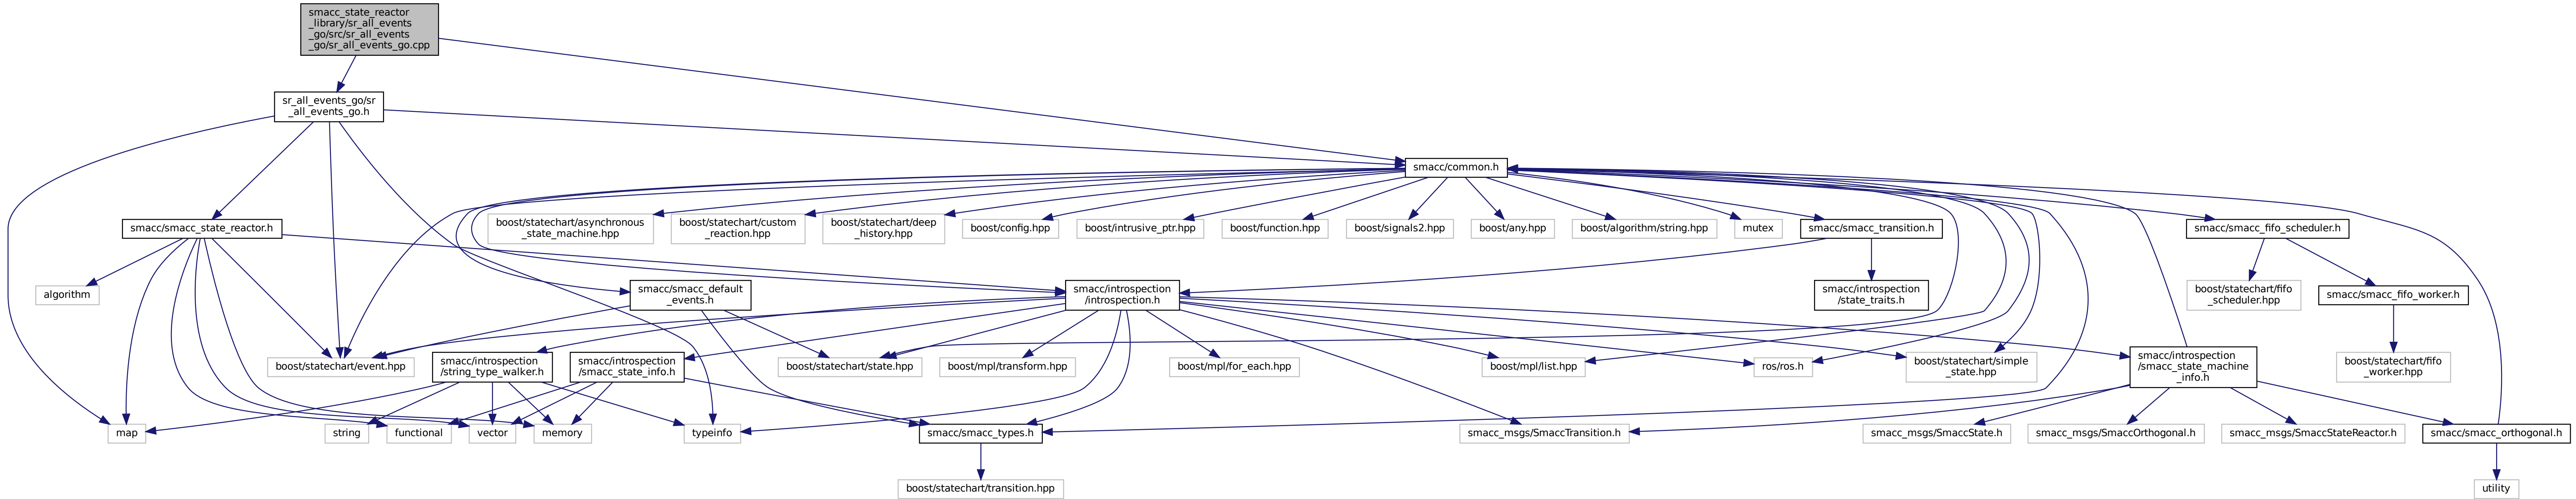 smacc_state_reactor
_library/sr_all_events
_go/src/sr_all_events
_go/sr_all_events_go.cpp
sr_all_events_go/sr
_all_events_go.h
smacc/common.h
smacc/smacc_state_reactor.h
boost/statechart/asynchronous
_state_machine.hpp
boost/statechart/custom
_reaction.hpp
boost/statechart/deep
_history.hpp
boost/config.hpp
boost/intrusive_ptr.hpp
boost/function.hpp
boost/signals2.hpp
boost/any.hpp
boost/algorithm/string.hpp
mutex
smacc/smacc_transition.h
smacc/smacc_fifo_scheduler.h
algorithm
smacc/smacc_default
_events.h
smacc/introspection
/introspection.h
smacc/introspection
/state_traits.h
boost/statechart/fifo
_scheduler.hpp
smacc/smacc_fifo_worker.h
boost/statechart/event.hpp
smacc/introspection
/string_type_walker.h
smacc/introspection
/smacc_state_info.h
boost/statechart/state.hpp
boost/mpl/transform.hpp
boost/mpl/for_each.hpp
boost/mpl/list.hpp
ros/ros.h
boost/statechart/simple
_state.hpp
smacc/introspection
/smacc_state_machine
_info.h
boost/statechart/fifo
_worker.hpp
map
string
functional
vector
memory
typeinfo
smacc/smacc_types.h
smacc_msgs/SmaccTransition.h
smacc_msgs/SmaccState.h
smacc_msgs/SmaccOrthogonal.h
smacc_msgs/SmaccStateReactor.h
smacc/smacc_orthogonal.h
boost/statechart/transition.hpp
utility